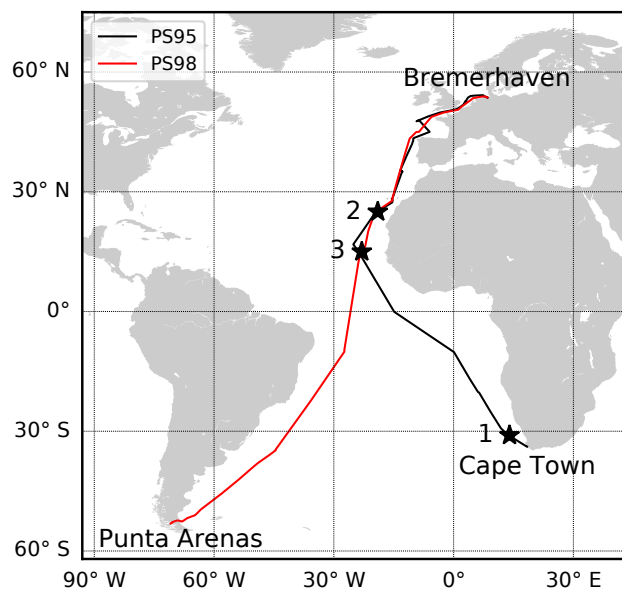 PS95
PS98
60° N
Bremerhaven
30° N
2
3
0°
30° S
1
Cape Town
Punta Arenas
60° S
90° W
60° W
30° W
0°
30° E